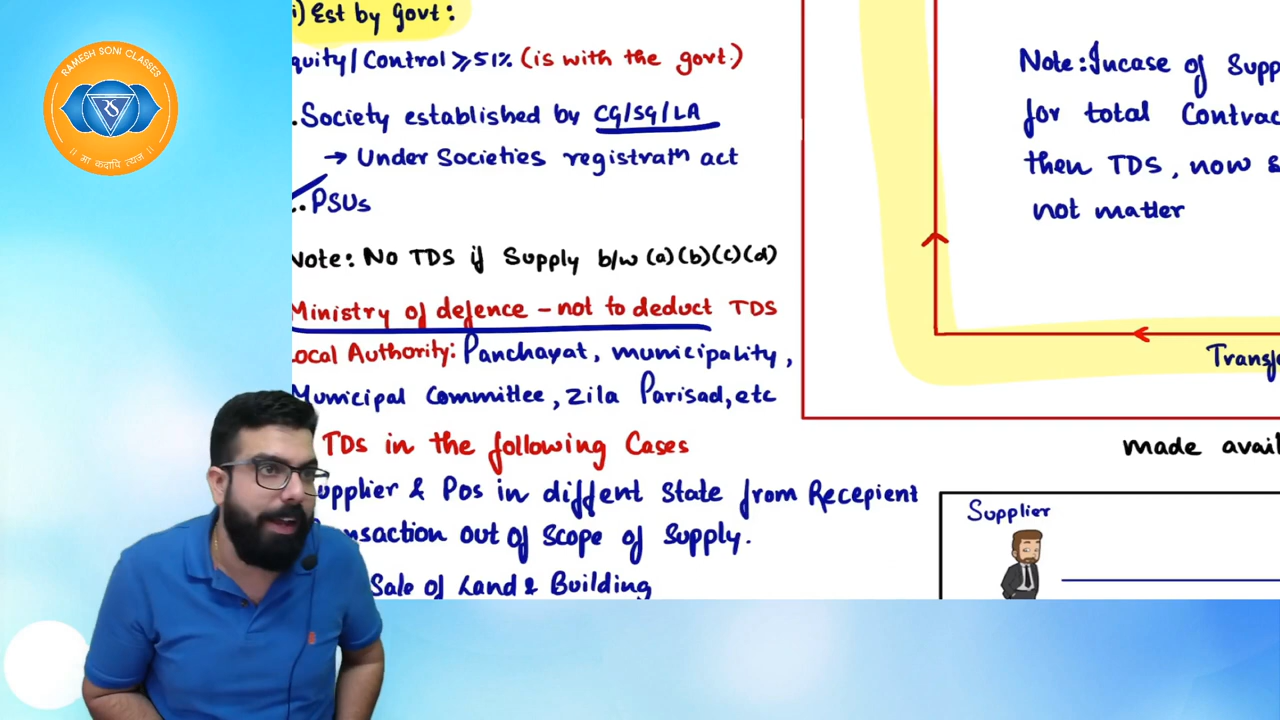 RAMESH SONI CLASSES
।। मा कदापि त्यज ।।
i) Est by govt:
quity/Control ⩾51% (is with the govt.)
.Society established by CG/SG/LA
→ Under Societies registratn act
.. PSUs
Note: No TDS if Supply b/w (a)(b)(c)(d)
Ministry of defence - not to deduct TDS
ocal Authority: Panchayat, municipality,
Municipal Committee, Zila Parisad, etc
TDs in the following Cases
upplier & Pos in diffent State from Recepient
nsaction out of scope of supply.
Sale of Land & Building
Note: Incase of Supp
for total Contrac
then TDS, now s
not matter
Transfe
made avail
Supplier